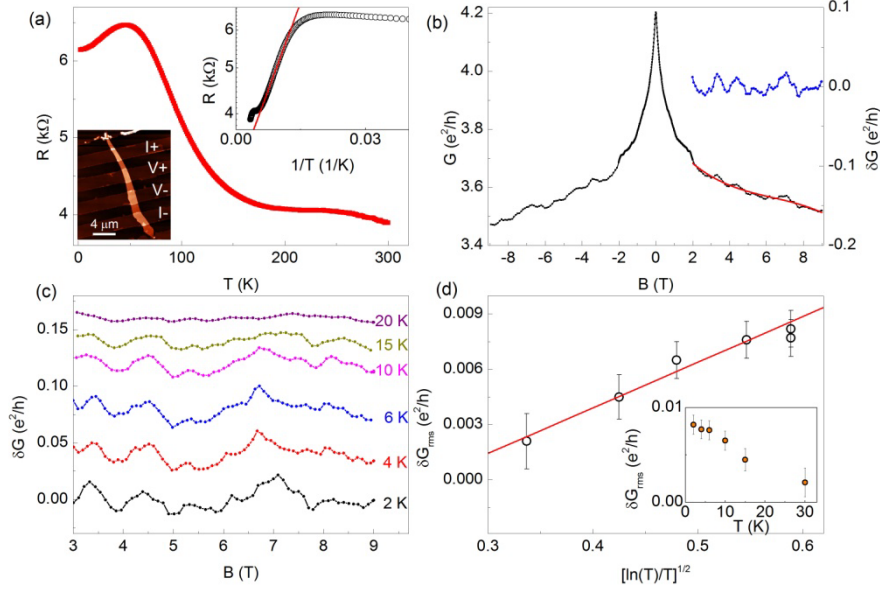 (a)
R (kΩ)
6
5
4
0
100
200
300
T (K)
R (kΩ)
6
5
4
0.00
0.03
1/T (1/K)
I+
V+
V-
I-
4 μm
(b)
G (e²/h)
4.2
4.0
3.8
3.6
3.4
-8 -6 -4 -2 0 2 4 6 8
B (T)
0.1
0.0
-0.1
-0.2
δG (e²/h)
(c)
δG (e²/h)
0.15
0.10
0.05
0.00
20 K
15 K
10 K
6 K
4 K
2 K
3 4 5 6 7 8 9
B (T)
(d)
δG_rms (e²/h)
0.009
0.006
0.003
0.000
0.3 0.4 0.5 0.6
[ln(T)/T]^1/2
δG_rms (e²/h)
0.01
0.00
0 10 20 30
T (K)